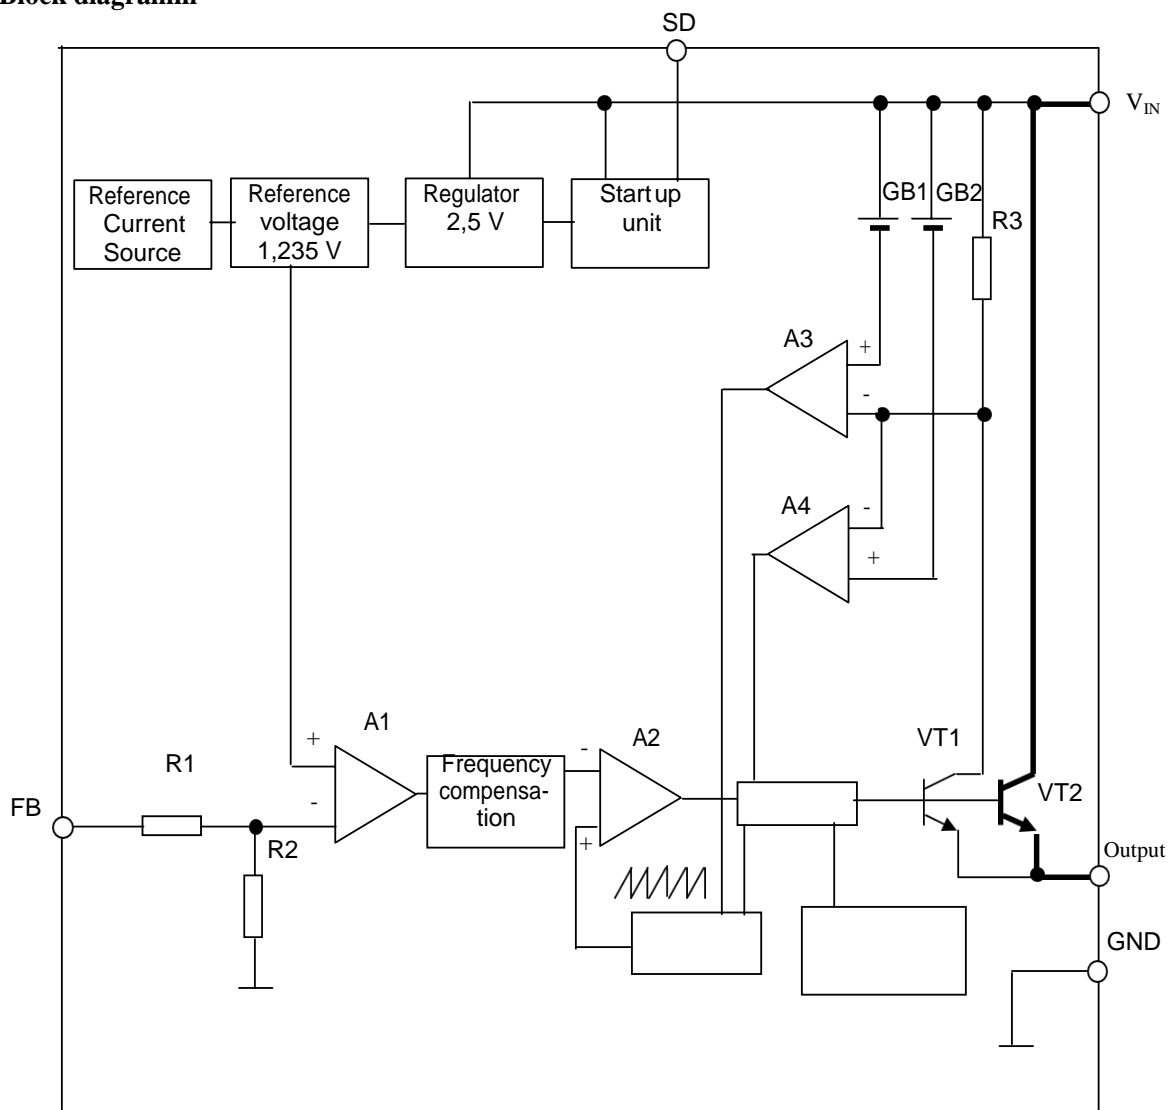 Block diagramm
SD
V_IN
Reference
Current
Source
Reference
voltage
1,235 V
Regulator
2,5 V
Start up
unit
GB1
GB2
R3
A3
+
-
A4
-
+
A1
+
-
R1
FB
R2
Frequency
compensa-
tion
A2
-
+
VT1
VT2
Output
GND